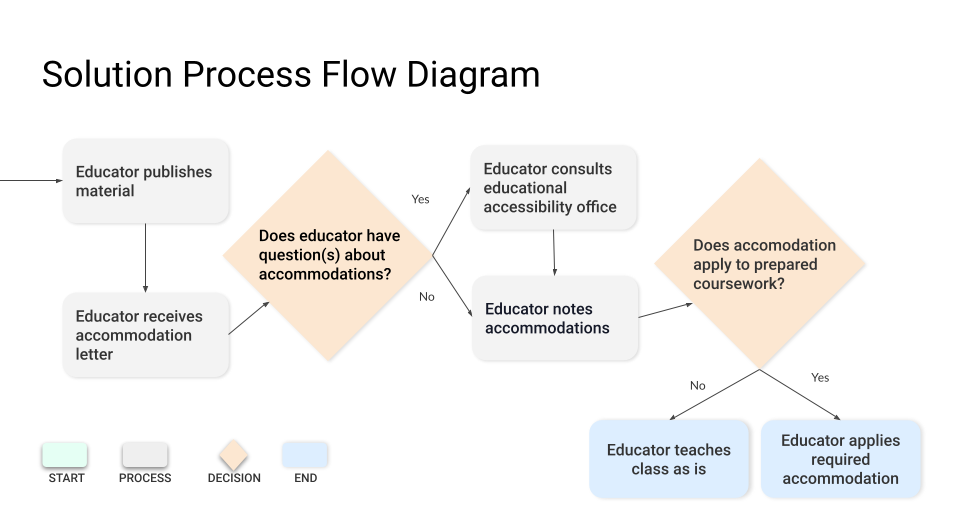 Solution Process Flow Diagram
Educator publishes
material
Educator receives
accommodation
letter
Does educator have
question(s) about
accommodations?
Yes
No
Educator consults
educational
accessibility office
Educator notes
accommodations
Does accomodation
apply to prepared
coursework?
No
Yes
Educator teaches
class as is
Educator applies
required
accommodation
START
PROCESS
DECISION
END